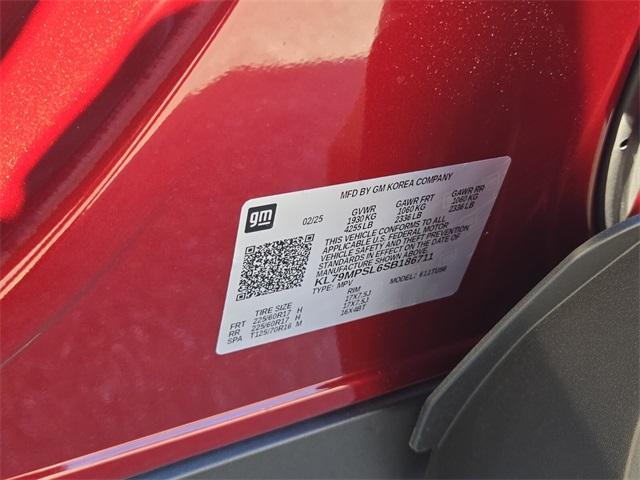 MFD BY GM KOREA COMPANY
gm
02/25
GVWR GAWR FRT GAWR RR
1930 KG 1060 KG 1060 KG
4255 LB 2336 LB 2336 LB
THIS VEHICLE CONFORMS TO ALL
APPLICABLE U.S. FEDERAL MOTOR
VEHICLE SAFETY AND THEFT PREVENTION
STANDARDS IN EFFECT ON THE DATE OF
MANUFACTURE SHOWN ABOVE.
KL79MPSL6SB186711
TYPE: MPV MODEL:
TIRE SIZE RIM
FRT 225/60R17 H 17X7.5J
RR 225/60R17 H 17X7.5J
SPA T125/70R16 M 16X4BT